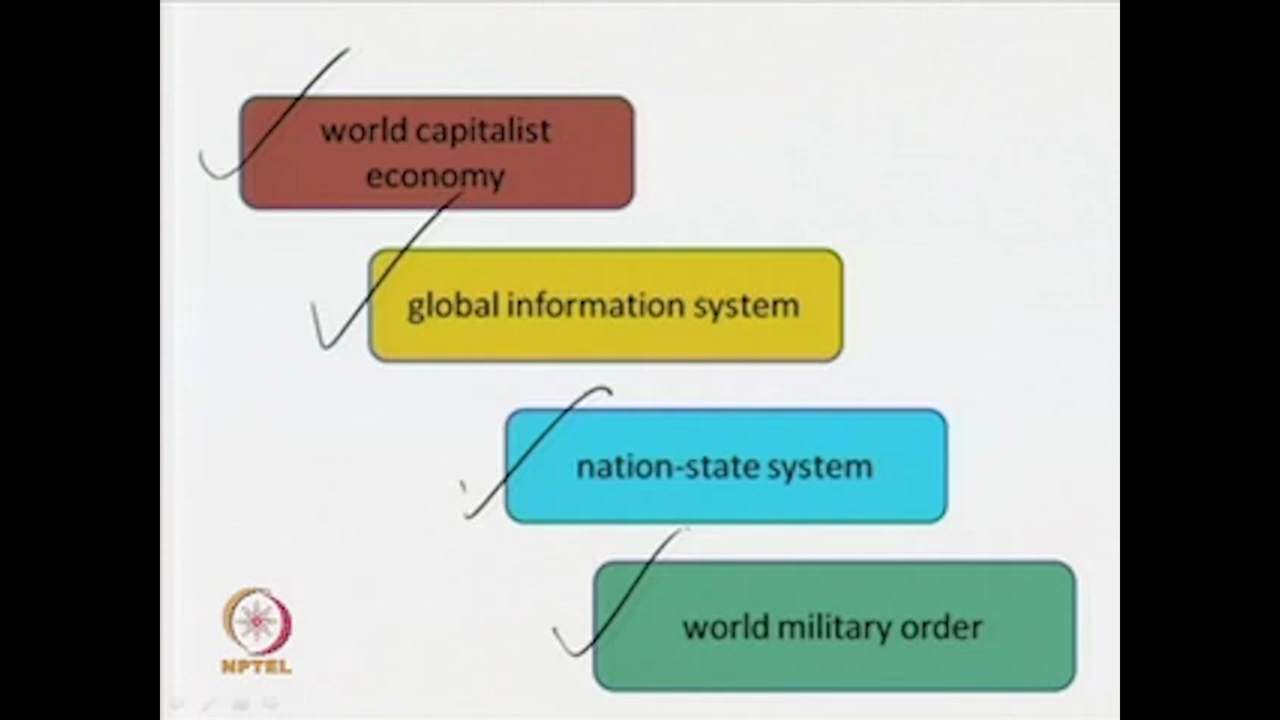 world capitalist
economy
global information system
nation-state system
world military order
NPTEL